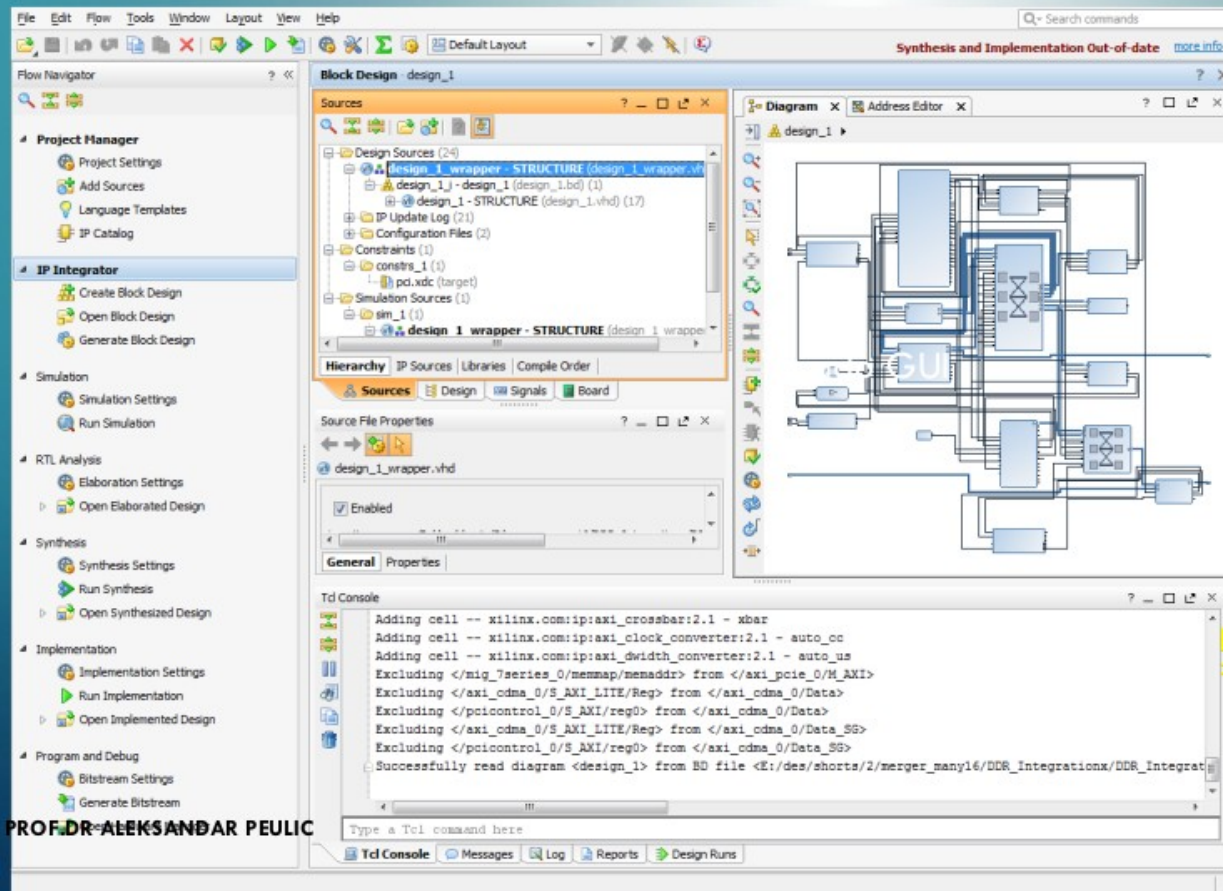 File Edit Flow Tools Window Layout View Help
Search commands
Default Layout
Synthesis and Implementation Out-of-date more info
Flow Navigator
Project Manager
Project Settings
Add Sources
Language Templates
IP Catalog
IP Integrator
Create Block Design
Open Block Design
Generate Block Design
Simulation
Simulation Settings
Run Simulation
RTL Analysis
Elaboration Settings
Open Elaborated Design
Synthesis
Synthesis Settings
Run Synthesis
Open Synthesized Design
Implementation
Implementation Settings
Run Implementation
Open Implemented Design
Program and Debug
Bitstream Settings
Generate Bitstream
PROF.DR ALEKSANDAR PEULIC
Block Design - design_1
Sources
Design Sources (24)
design_1_wrapper - STRUCTURE (design_1_wrapper.vh
design_1_i - design_1 (design_1.bd) (1)
design_1 - STRUCTURE (design_1.vhd) (17)
IP Update Log (21)
Configuration Files (2)
Constraints (1)
constrs_1 (1)
pci.xdc (target)
Simulation Sources (1)
sim_1 (1)
design_1_wrapper - STRUCTURE (design_1_wrapper
Hierarchy IP Sources Libraries Compile Order
Sources Design Signals Board
Source File Properties
design_1_wrapper.vhd
Enabled
General Properties
Diagram Address Editor
design_1
GUI
Tcl Console
Adding cell -- xilinx.com:ip:axi_crossbar:2.1 - xbar
Adding cell -- xilinx.com:ip:axi_clock_converter:2.1 - auto_cc
Adding cell -- xilinx.com:ip:axi_dwidth_converter:2.1 - auto_us
Excluding </mig_7series_0/memmap/memaddr> from </axi_pcie_0/M_AXI>
Excluding </axi_cdma_0/S_AXI_LITE/Reg> from </axi_cdma_0/Data>
Excluding </pcicontrol_0/S_AXI/reg0> from </axi_cdma_0/Data>
Excluding </axi_cdma_0/S_AXI_LITE/Reg> from </axi_cdma_0/Data_SG>
Excluding </pcicontrol_0/S_AXI/reg0> from </axi_cdma_0/Data_SG>
Successfully read diagram <design_1> from BD file <E:/des/shorts/2/merger_many16/DDR_Integrationx/DDR_Integrat
Type a Tcl command here
Tcl Console Messages Log Reports Design Runs